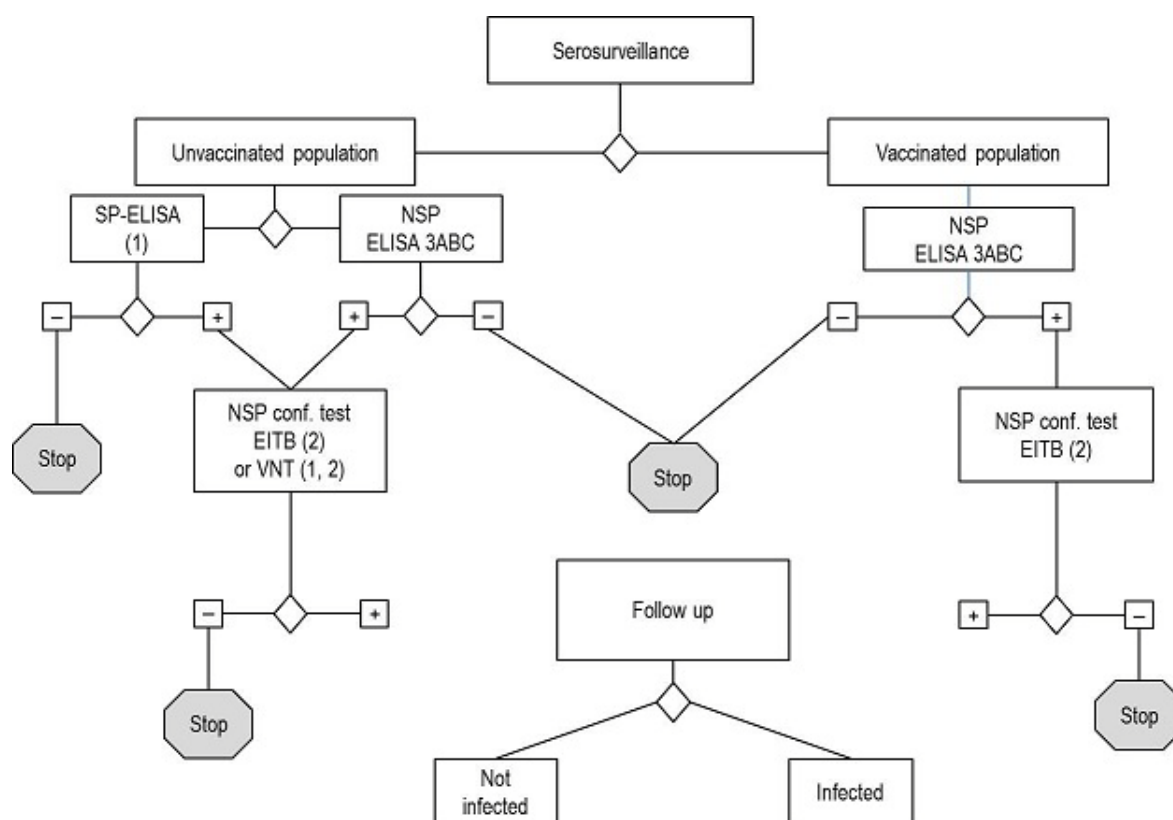 Serosurveillance
Unvaccinated population
Vaccinated population
SP-ELISA
(1)
NSP
ELISA 3ABC
NSP
ELISA 3ABC
−
+
+
−
−
+
NSP conf. test
EITB (2)
or VNT (1, 2)
NSP conf. test
EITB (2)
Stop
Stop
Follow up
−
+
+
−
Stop
Stop
Not
infected
Infected